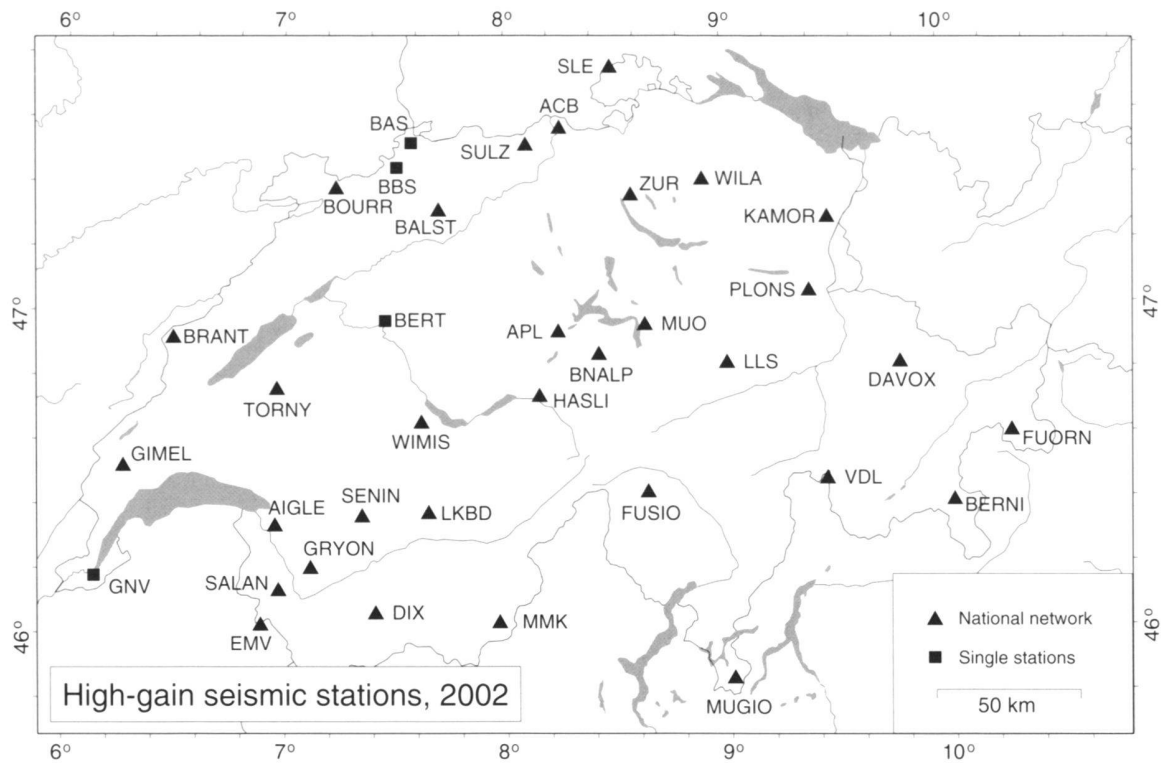 6° 7° 8° 9° 10°
SLE
ACB
BAS
SULZ
BBS
ZUR
WILA
BOURR
BALST
KAMOR
PLONS
47°
47°
BERT
BRANT
APL
MUO
LLS
BNALP
DAVOX
TORNY
HASLI
WIMIS
FUORN
GIMEL
VDL
SENIN
AIGLE
LKBD
FUSIO
BERNI
GRYON
SALAN
GNV
DIX
MMK
EMV
46°
46°
National network
Single stations
High-gain seismic stations, 2002
MUGIO
50 km
6° 7° 8° 9° 10°